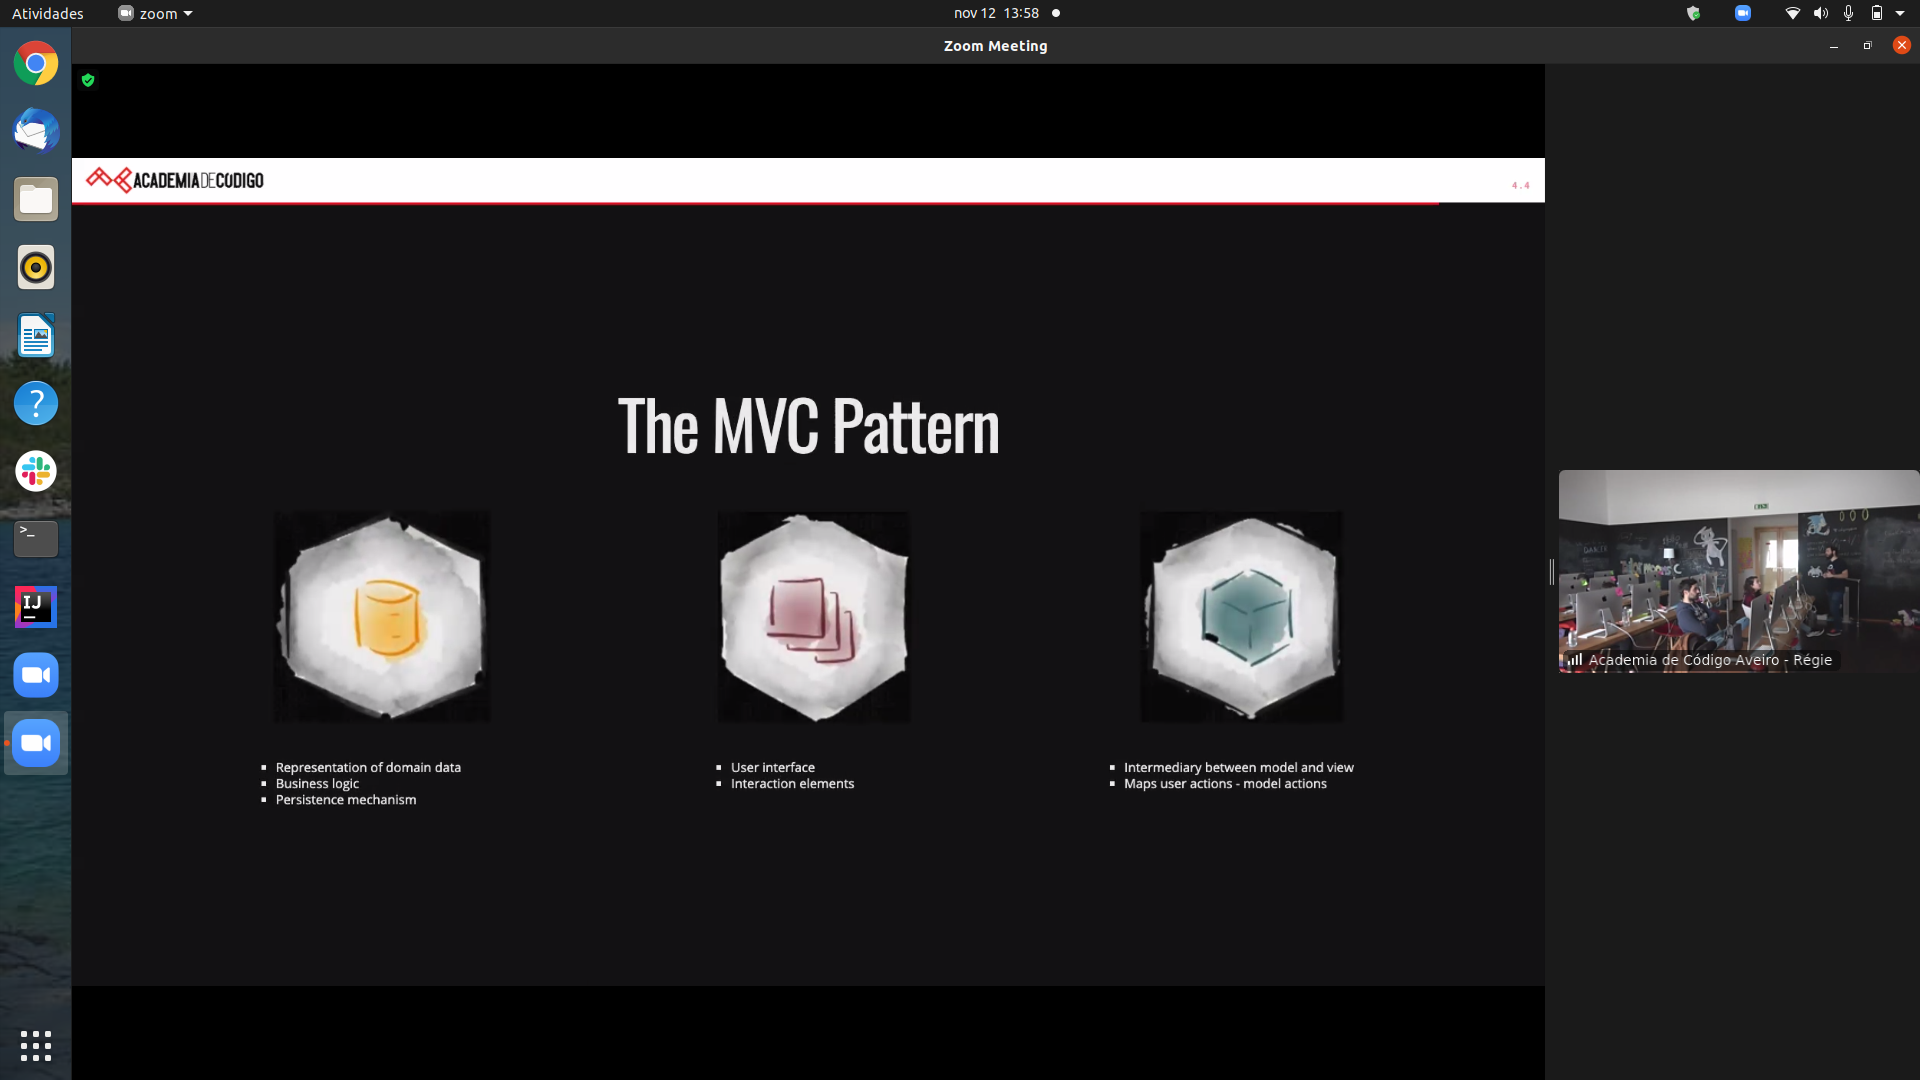 Atividades
zoom
nov 12 13:58
Zoom Meeting
ACADEMIADECÓDIGO
4.4
The MVC Pattern
Representation of domain data
Business logic
Persistence mechanism
User interface
Interaction elements
Intermediary between model and view
Maps user actions - model actions
Academia de Código Aveiro - Régie
?
>_
IJ